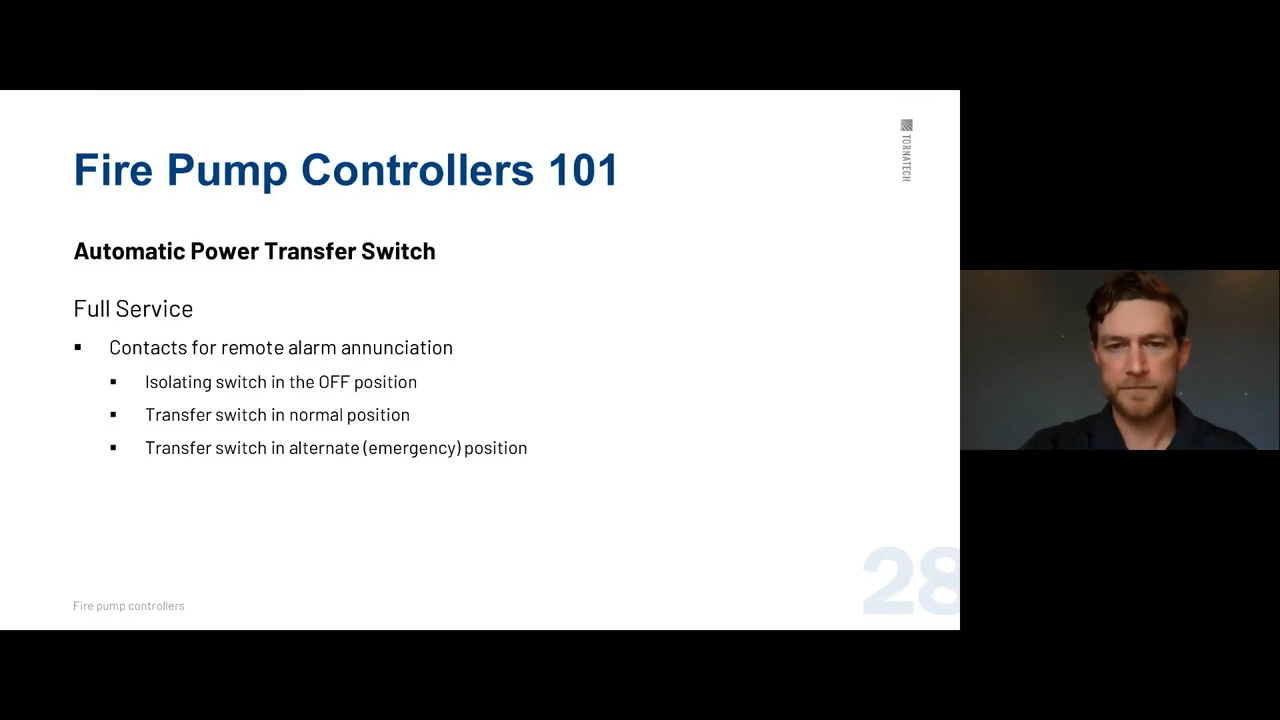 TORNATECH
Fire Pump Controllers 101
Automatic Power Transfer Switch
Full Service
▪ Contacts for remote alarm annunciation
▪ Isolating switch in the OFF position
▪ Transfer switch in normal position
▪ Transfer switch in alternate (emergency) position
28
Fire pump controllers